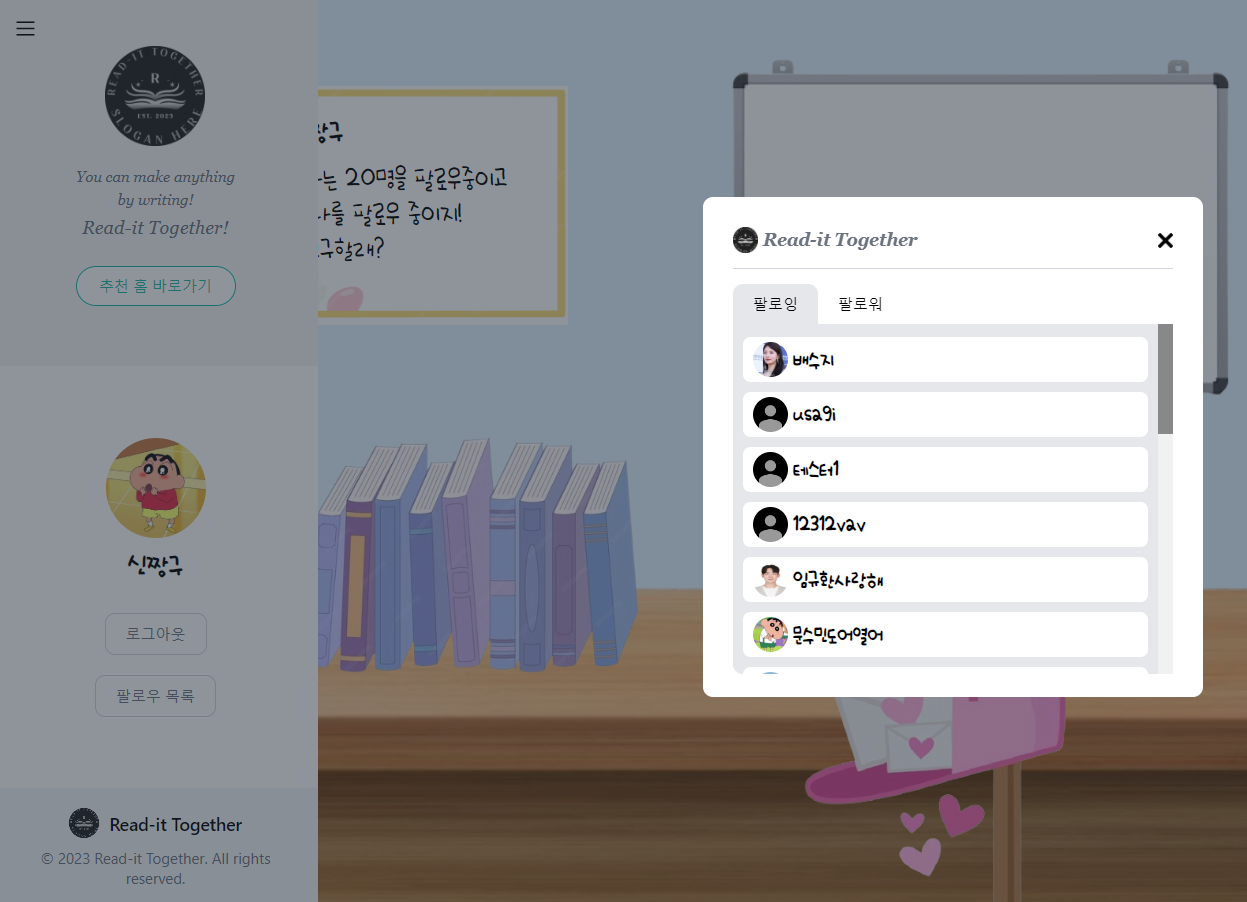 READ-IT TOGETHER
R
EST. 2023
SLOGAN HERE
You can make anything
by writing!
Read-it Together!
추천 홈 바로가기
신짱구
로그아웃
팔로우 목록
Read-it Together
© 2023 Read-it Together. All rights
reserved.
짱구
는 20명을 팔로우중이고
나를 팔로우 중이지!
구할래?
Read-it Together
팔로잉
팔로워
배수지
usagi
테스터1
12312vav
임규환사랑해
문수민도어열어